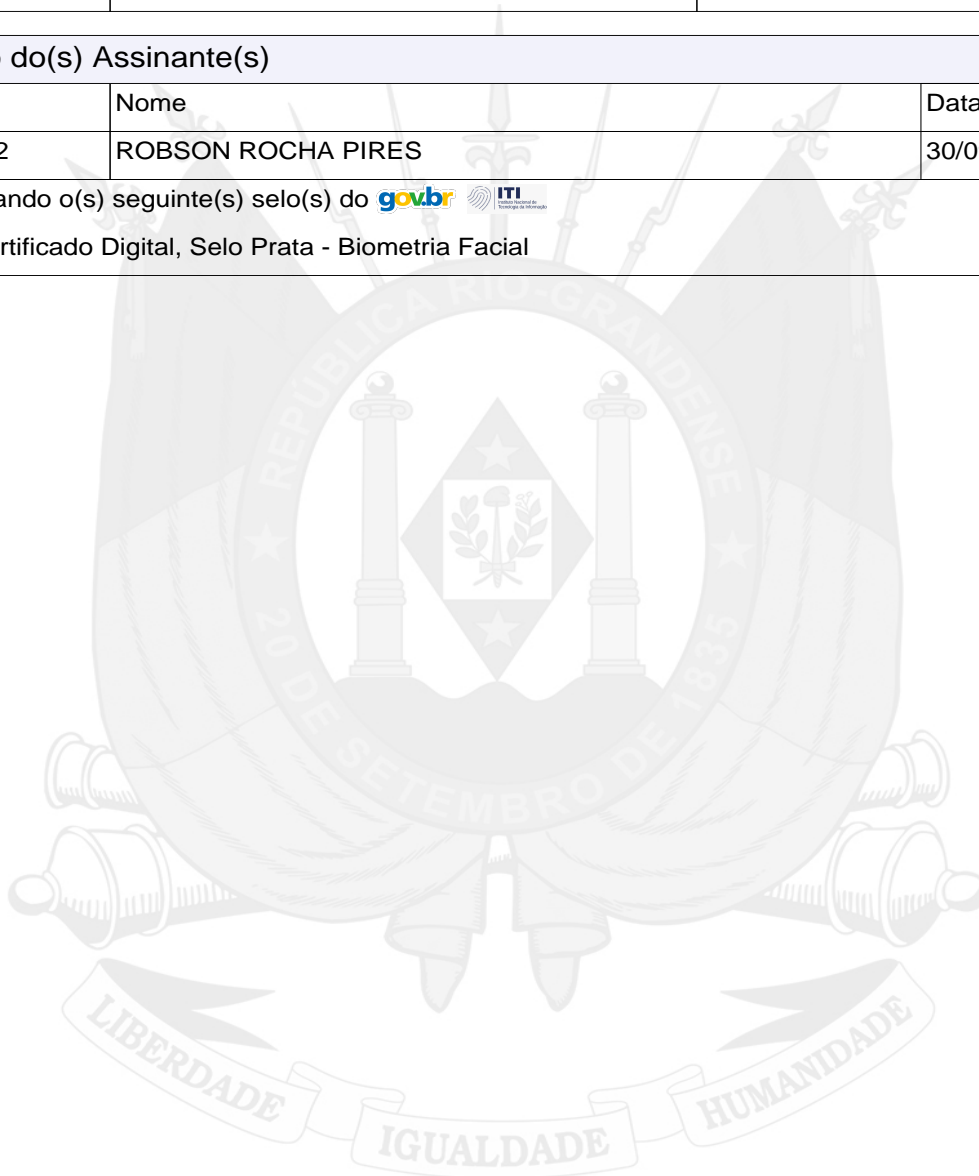 do(s) Assinante(s)
Nome Data
2 ROBSON ROCHA PIRES 30/0
ando o(s) seguinte(s) selo(s) do gov.br ITI
rtificado Digital, Selo Prata - Biometria Facial
REPÚBLICA RIO-GRANDENSE
20 DE SETEMBRO DE 1835
LIBERDADE IGUALDADE HUMANIDADE